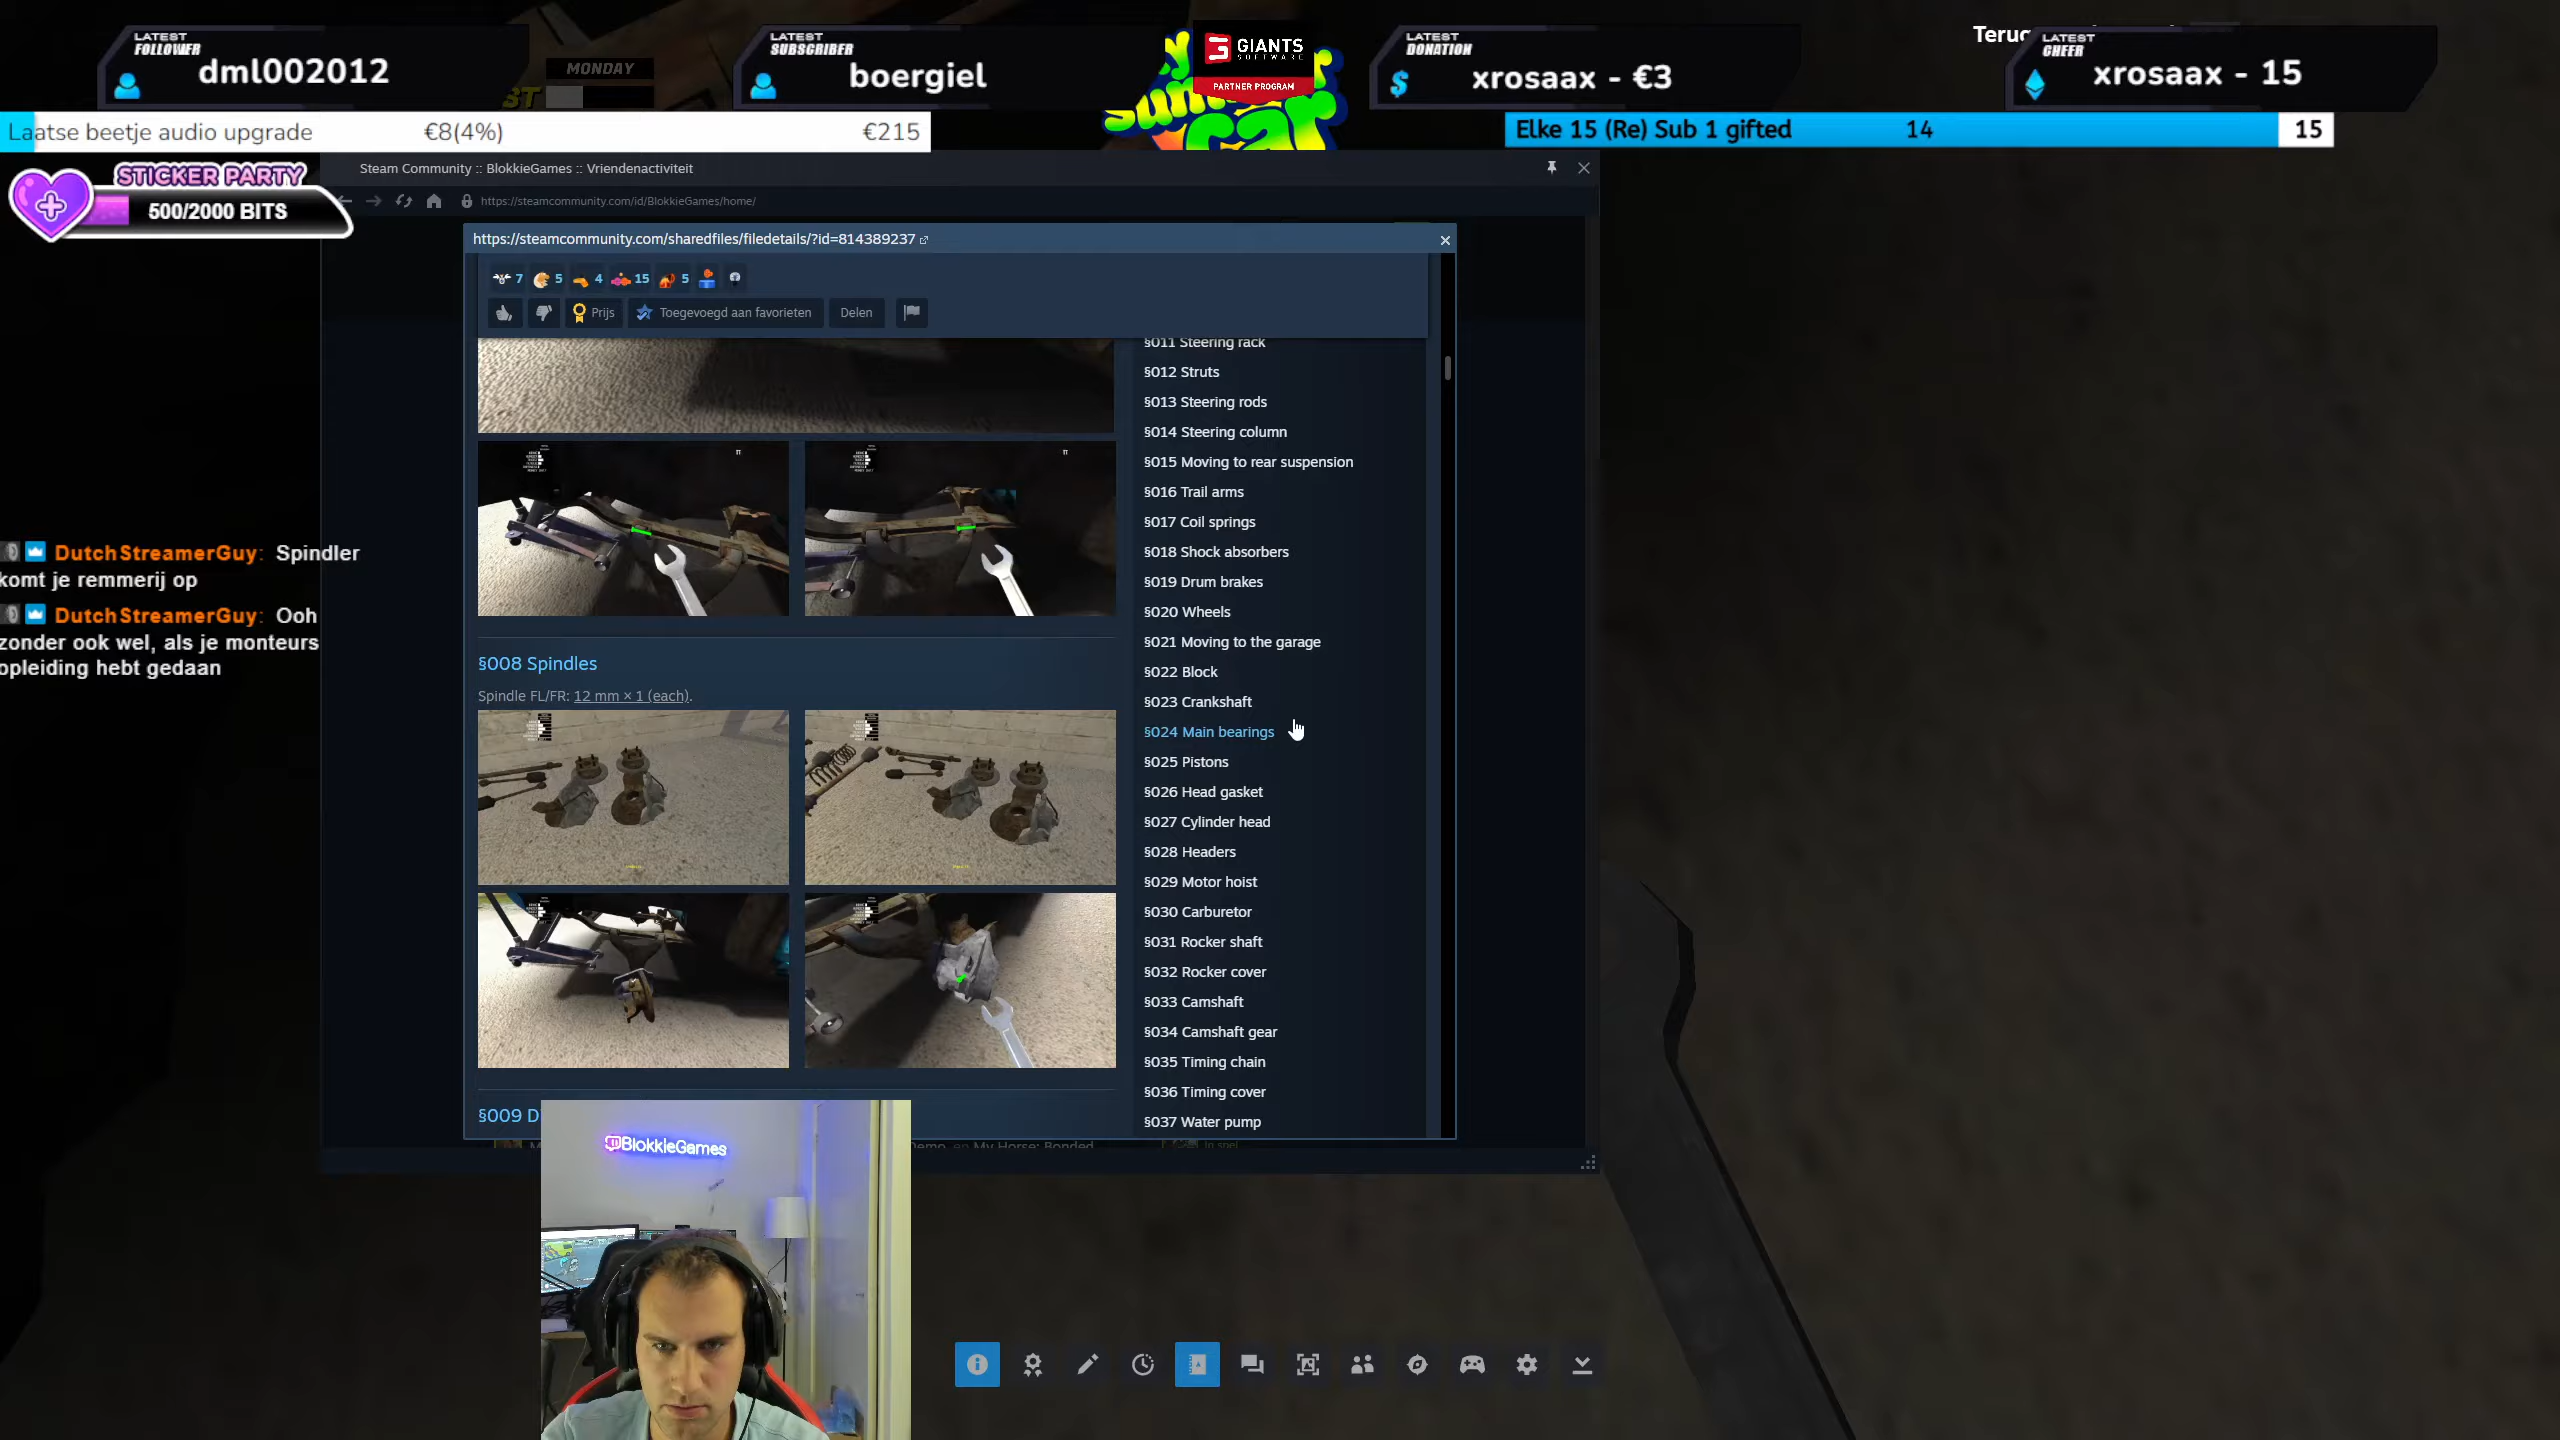 LATEST
FOLLOWER
dml002012
MONDAY
LATEST
SUBSCRIBER
boergiel
GIANTS
SOFTWARE
PARTNER PROGRAM
Summer
car
LATEST
DONATION
xrosaax - €3
LATEST
CHEER
xrosaax - 15
Laatse beetje audio upgrade €8(4%) €215
Elke 15 (Re) Sub 1 gifted 14 15
STICKER PARTY
500/2000 BITS
Steam Community :: BlokkieGames :: Vriendenactiviteit
https://steamcommunity.com/id/BlokkieGames/home/
https://steamcommunity.com/sharedfiles/filedetails/?id=814389237
7 5 4 15 5
Prijs
Toegevoegd aan favorieten
Delen
§011 Steering rack
§012 Struts
§013 Steering rods
§014 Steering column
§015 Moving to rear suspension
§016 Trail arms
§017 Coil springs
§018 Shock absorbers
§019 Drum brakes
§020 Wheels
§021 Moving to the garage
§022 Block
§023 Crankshaft
§024 Main bearings
§025 Pistons
§026 Head gasket
§027 Cylinder head
§028 Headers
§029 Motor hoist
§030 Carburetor
§031 Rocker shaft
§032 Rocker cover
§033 Camshaft
§034 Camshaft gear
§035 Timing chain
§036 Timing cover
§037 Water pump
§008 Spindles
Spindle FL/FR: 12 mm × 1 (each).
§009 D
DutchStreamerGuy: Spindler
komt je remmerij op
DutchStreamerGuy: Ooh
zonder ook wel, als je monteurs
opleiding hebt gedaan
BlokkieGames